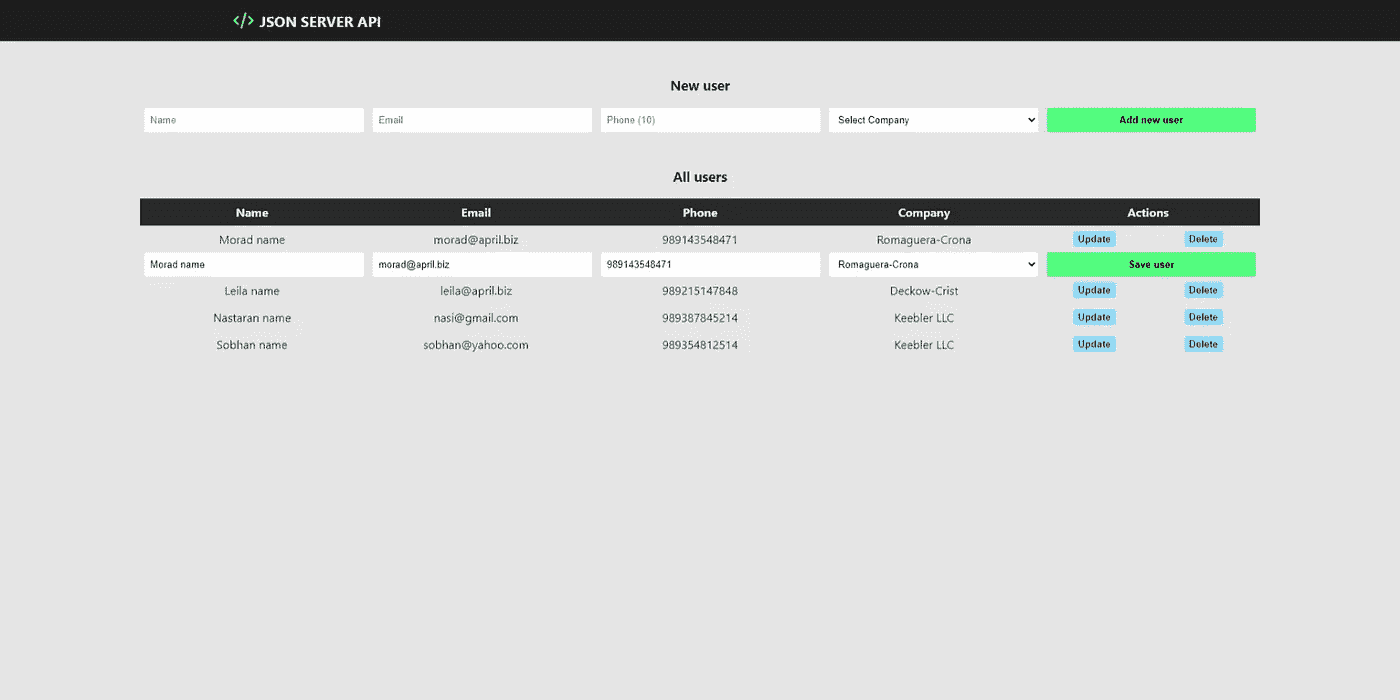 </> JSON SERVER API
New user
Name Email Phone (10) Select Company Add new user
All users
Name Email Phone Company Actions
Morad name morad@april.biz 989143548471 Romaguera-Crona Update Delete
Morad name morad@april.biz 989143548471 Romaguera-Crona Save user
Leila name leila@april.biz 989215147848 Deckow-Crist Update Delete
Nastaran name nasi@gmail.com 989387845214 Keebler LLC Update Delete
Sobhan name sobhan@yahoo.com 989354812514 Keebler LLC Update Delete